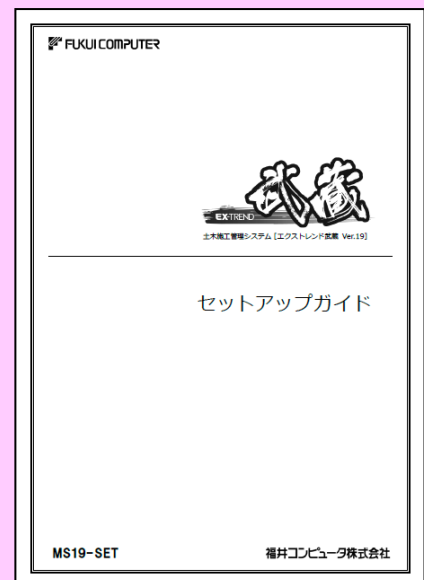 FUKUI COMPUTER
武蔵
EX-TREND
土木施工管理システム [エクストレンド武蔵 Ver.19]
セットアップガイド
MS19-SET
福井コンピュータ株式会社